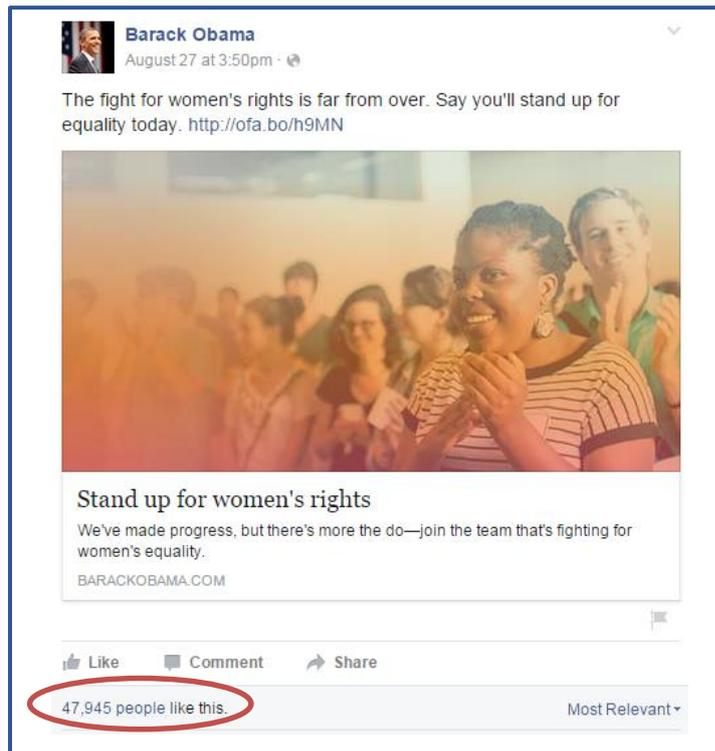 Barack Obama
August 27 at 3:50pm ·
The fight for women's rights is far from over. Say you'll stand up for
equality today. http://ofa.bo/h9MN
Stand up for women's rights
We've made progress, but there's more the do—join the team that's fighting for
women's equality.
BARACKOBAMA.COM
Like Comment Share
47,945 people like this. Most Relevant